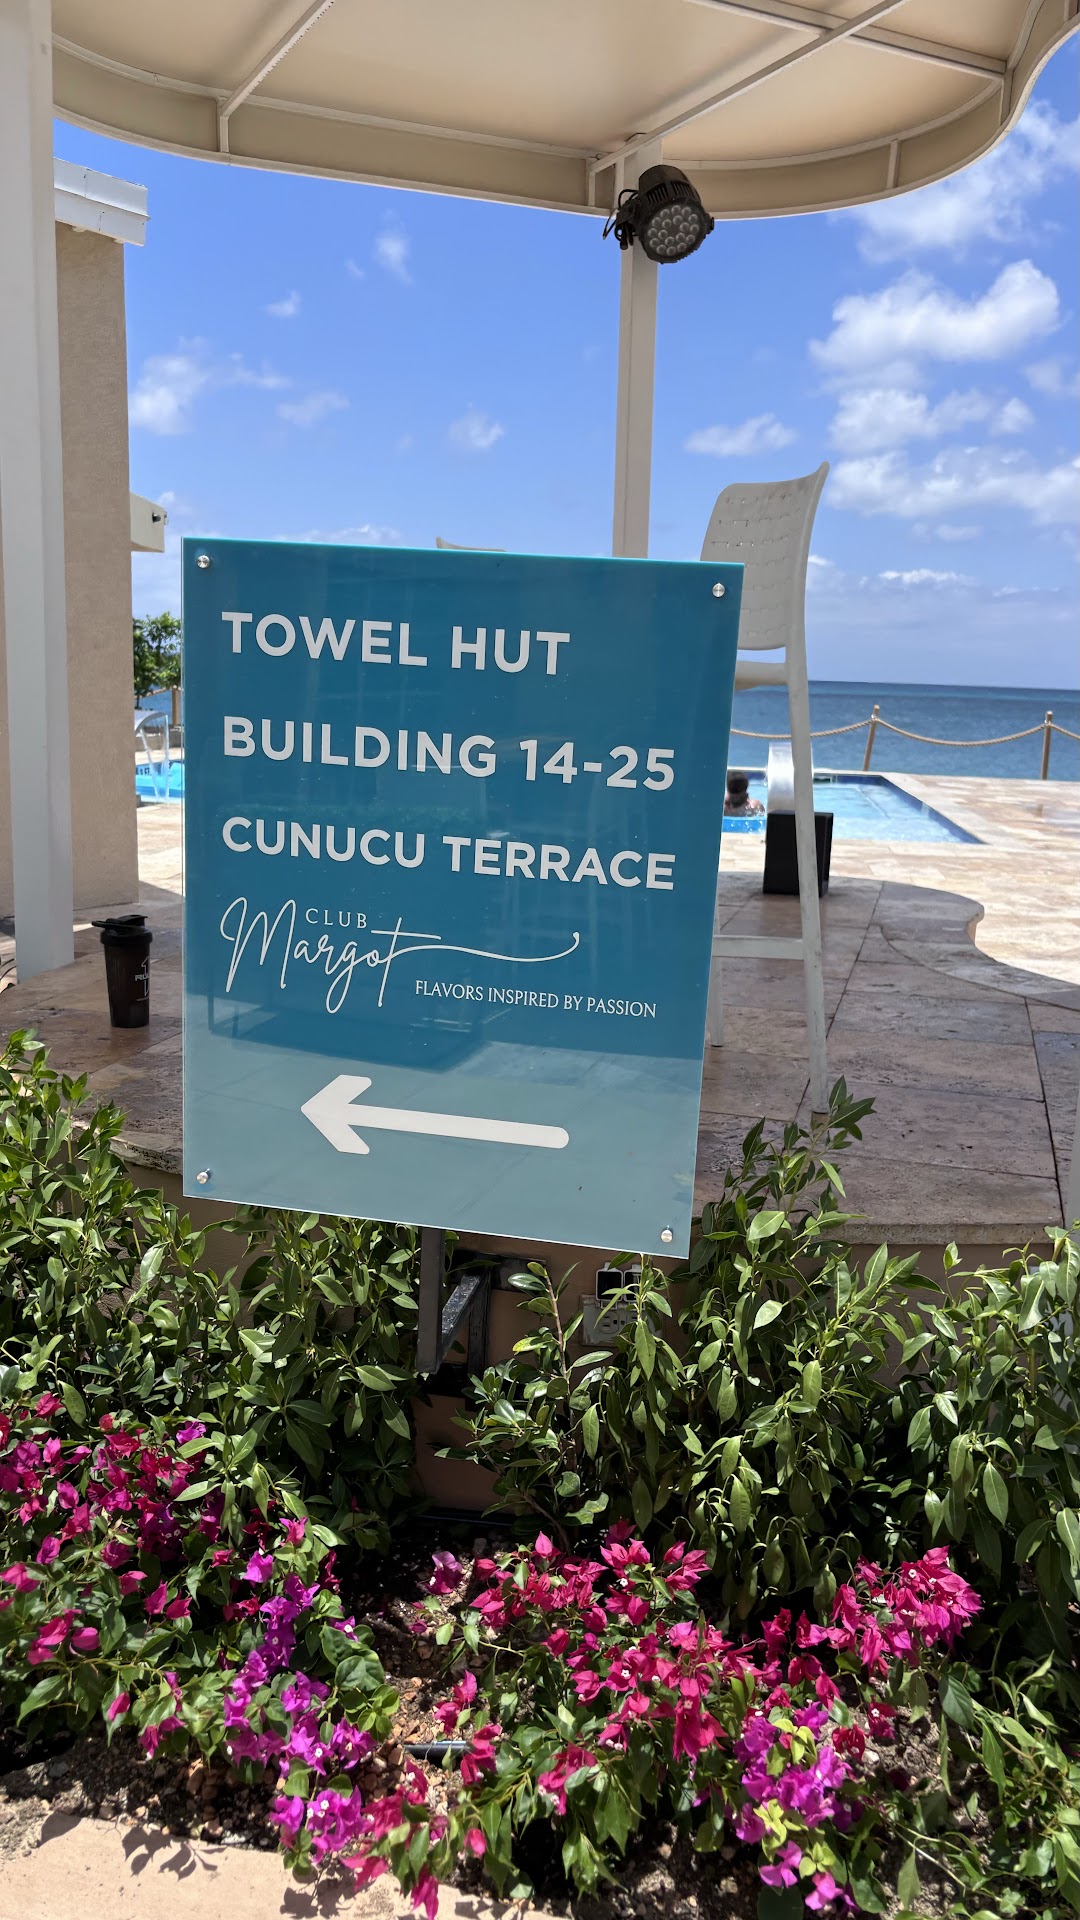 TOWEL HUT
BUILDING 14-25
CUNUCU TERRACE
CLUB
Margot
FLAVORS INSPIRED BY PASSION